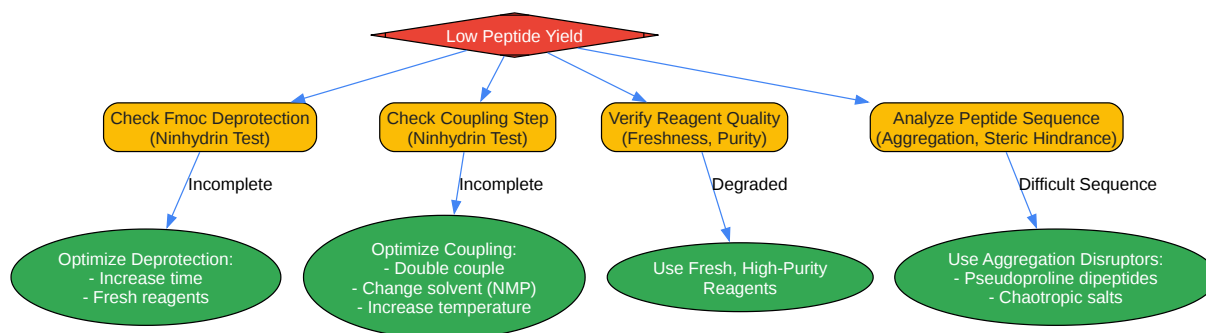 Low Peptide Yield
Check Fmoc Deprotection
(Ninhydrin Test)
Check Coupling Step
(Ninhydrin Test)
Verify Reagent Quality
(Freshness, Purity)
Analyze Peptide Sequence
(Aggregation, Steric Hindrance)
Incomplete
Incomplete
Degraded
Difficult Sequence
Optimize Deprotection:
- Increase time
- Fresh reagents
Optimize Coupling:
- Double couple
- Change solvent (NMP)
- Increase temperature
Use Fresh, High-Purity
Reagents
Use Aggregation Disruptors:
- Pseudoproline dipeptides
- Chaotropic salts